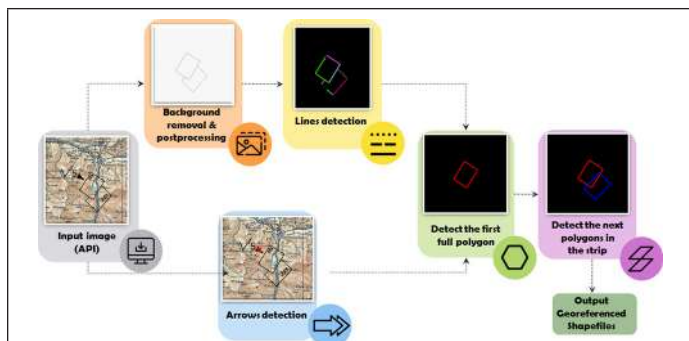 Background
removal &
postprocessing
Lines detection
Input image
(API)
Arrows detection
Detect the first
full polygon
Detect the next
polygons in
the strip
Output
Georeferenced
Shapefiles